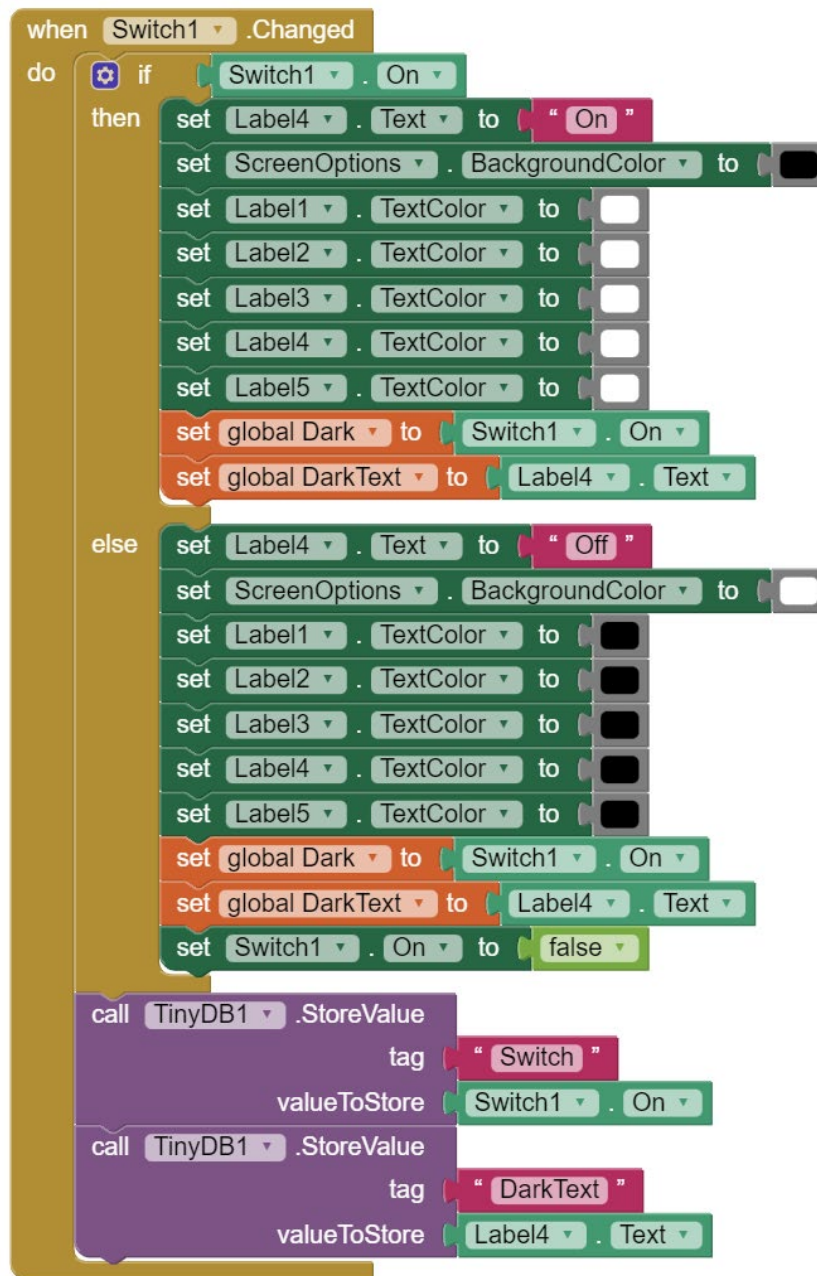 when Switch1 .Changed
do if Switch1 . On
then set Label4 . Text to “ On ”
set ScreenOptions . BackgroundColor to
set Label1 . TextColor to
set Label2 . TextColor to
set Label3 . TextColor to
set Label4 . TextColor to
set Label5 . TextColor to
set global Dark to Switch1 . On
set global DarkText to Label4 . Text
else set Label4 . Text to “ Off ”
set ScreenOptions . BackgroundColor to
set Label1 . TextColor to
set Label2 . TextColor to
set Label3 . TextColor to
set Label4 . TextColor to
set Label5 . TextColor to
set global Dark to Switch1 . On
set global DarkText to Label4 . Text
set Switch1 . On to false
call TinyDB1 .StoreValue
tag “ Switch ”
valueToStore Switch1 . On
call TinyDB1 .StoreValue
tag “ DarkText ”
valueToStore Label4 . Text